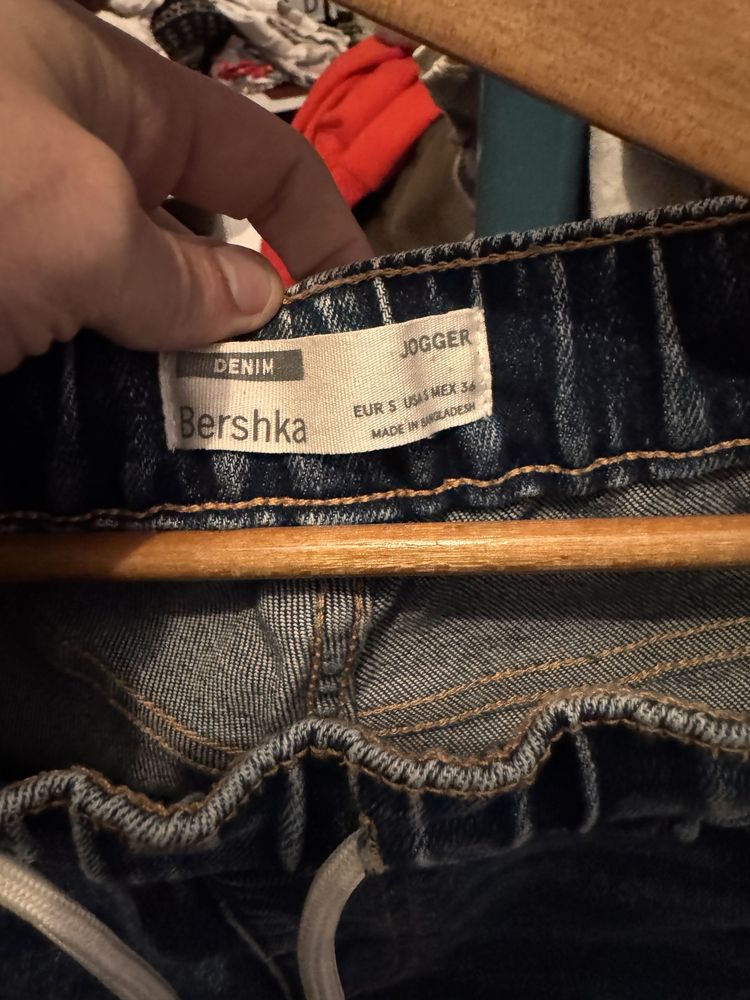 DENIM
JOGGER
Bershka
EUR S USA S MEX 36
MADE IN BANGLADESH